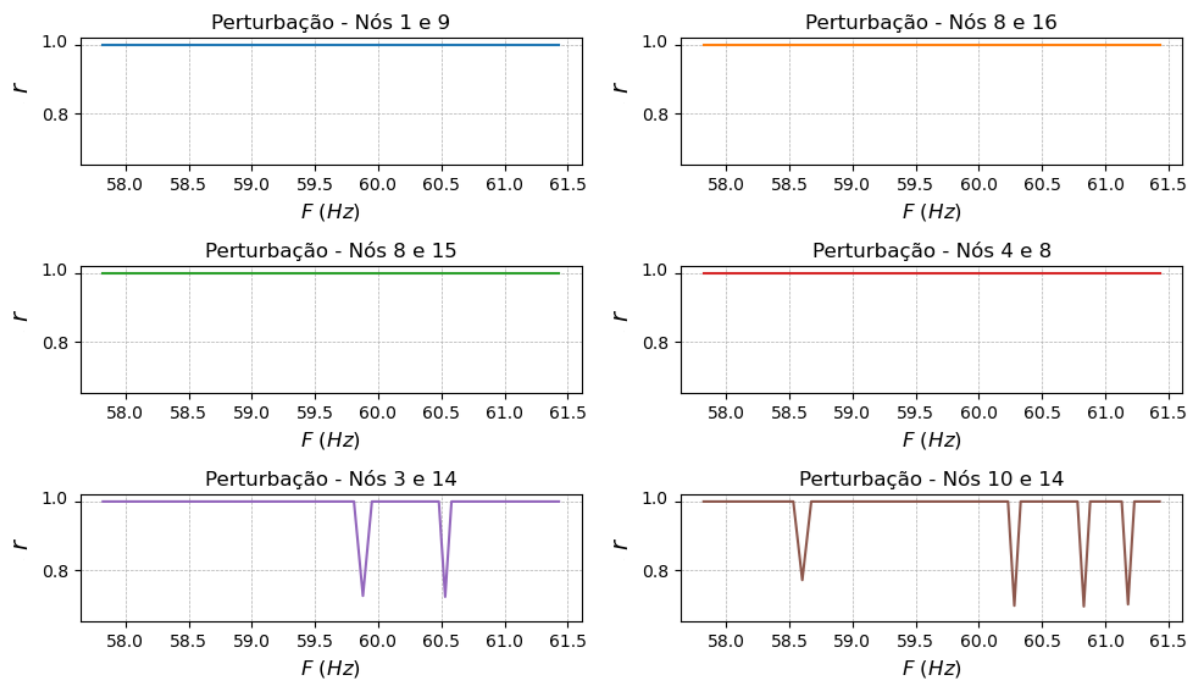 Perturbação - Nós 1 e 9
1.0
r
0.8
58.0 58.5 59.0 59.5 60.0 60.5 61.0 61.5
F (Hz)
Perturbação - Nós 8 e 16
1.0
r
0.8
58.0 58.5 59.0 59.5 60.0 60.5 61.0 61.5
F (Hz)
Perturbação - Nós 8 e 15
1.0
r
0.8
58.0 58.5 59.0 59.5 60.0 60.5 61.0 61.5
F (Hz)
Perturbação - Nós 4 e 8
1.0
r
0.8
58.0 58.5 59.0 59.5 60.0 60.5 61.0 61.5
F (Hz)
Perturbação - Nós 3 e 14
1.0
r
0.8
58.0 58.5 59.0 59.5 60.0 60.5 61.0 61.5
F (Hz)
Perturbação - Nós 10 e 14
1.0
r
0.8
58.0 58.5 59.0 59.5 60.0 60.5 61.0 61.5
F (Hz)